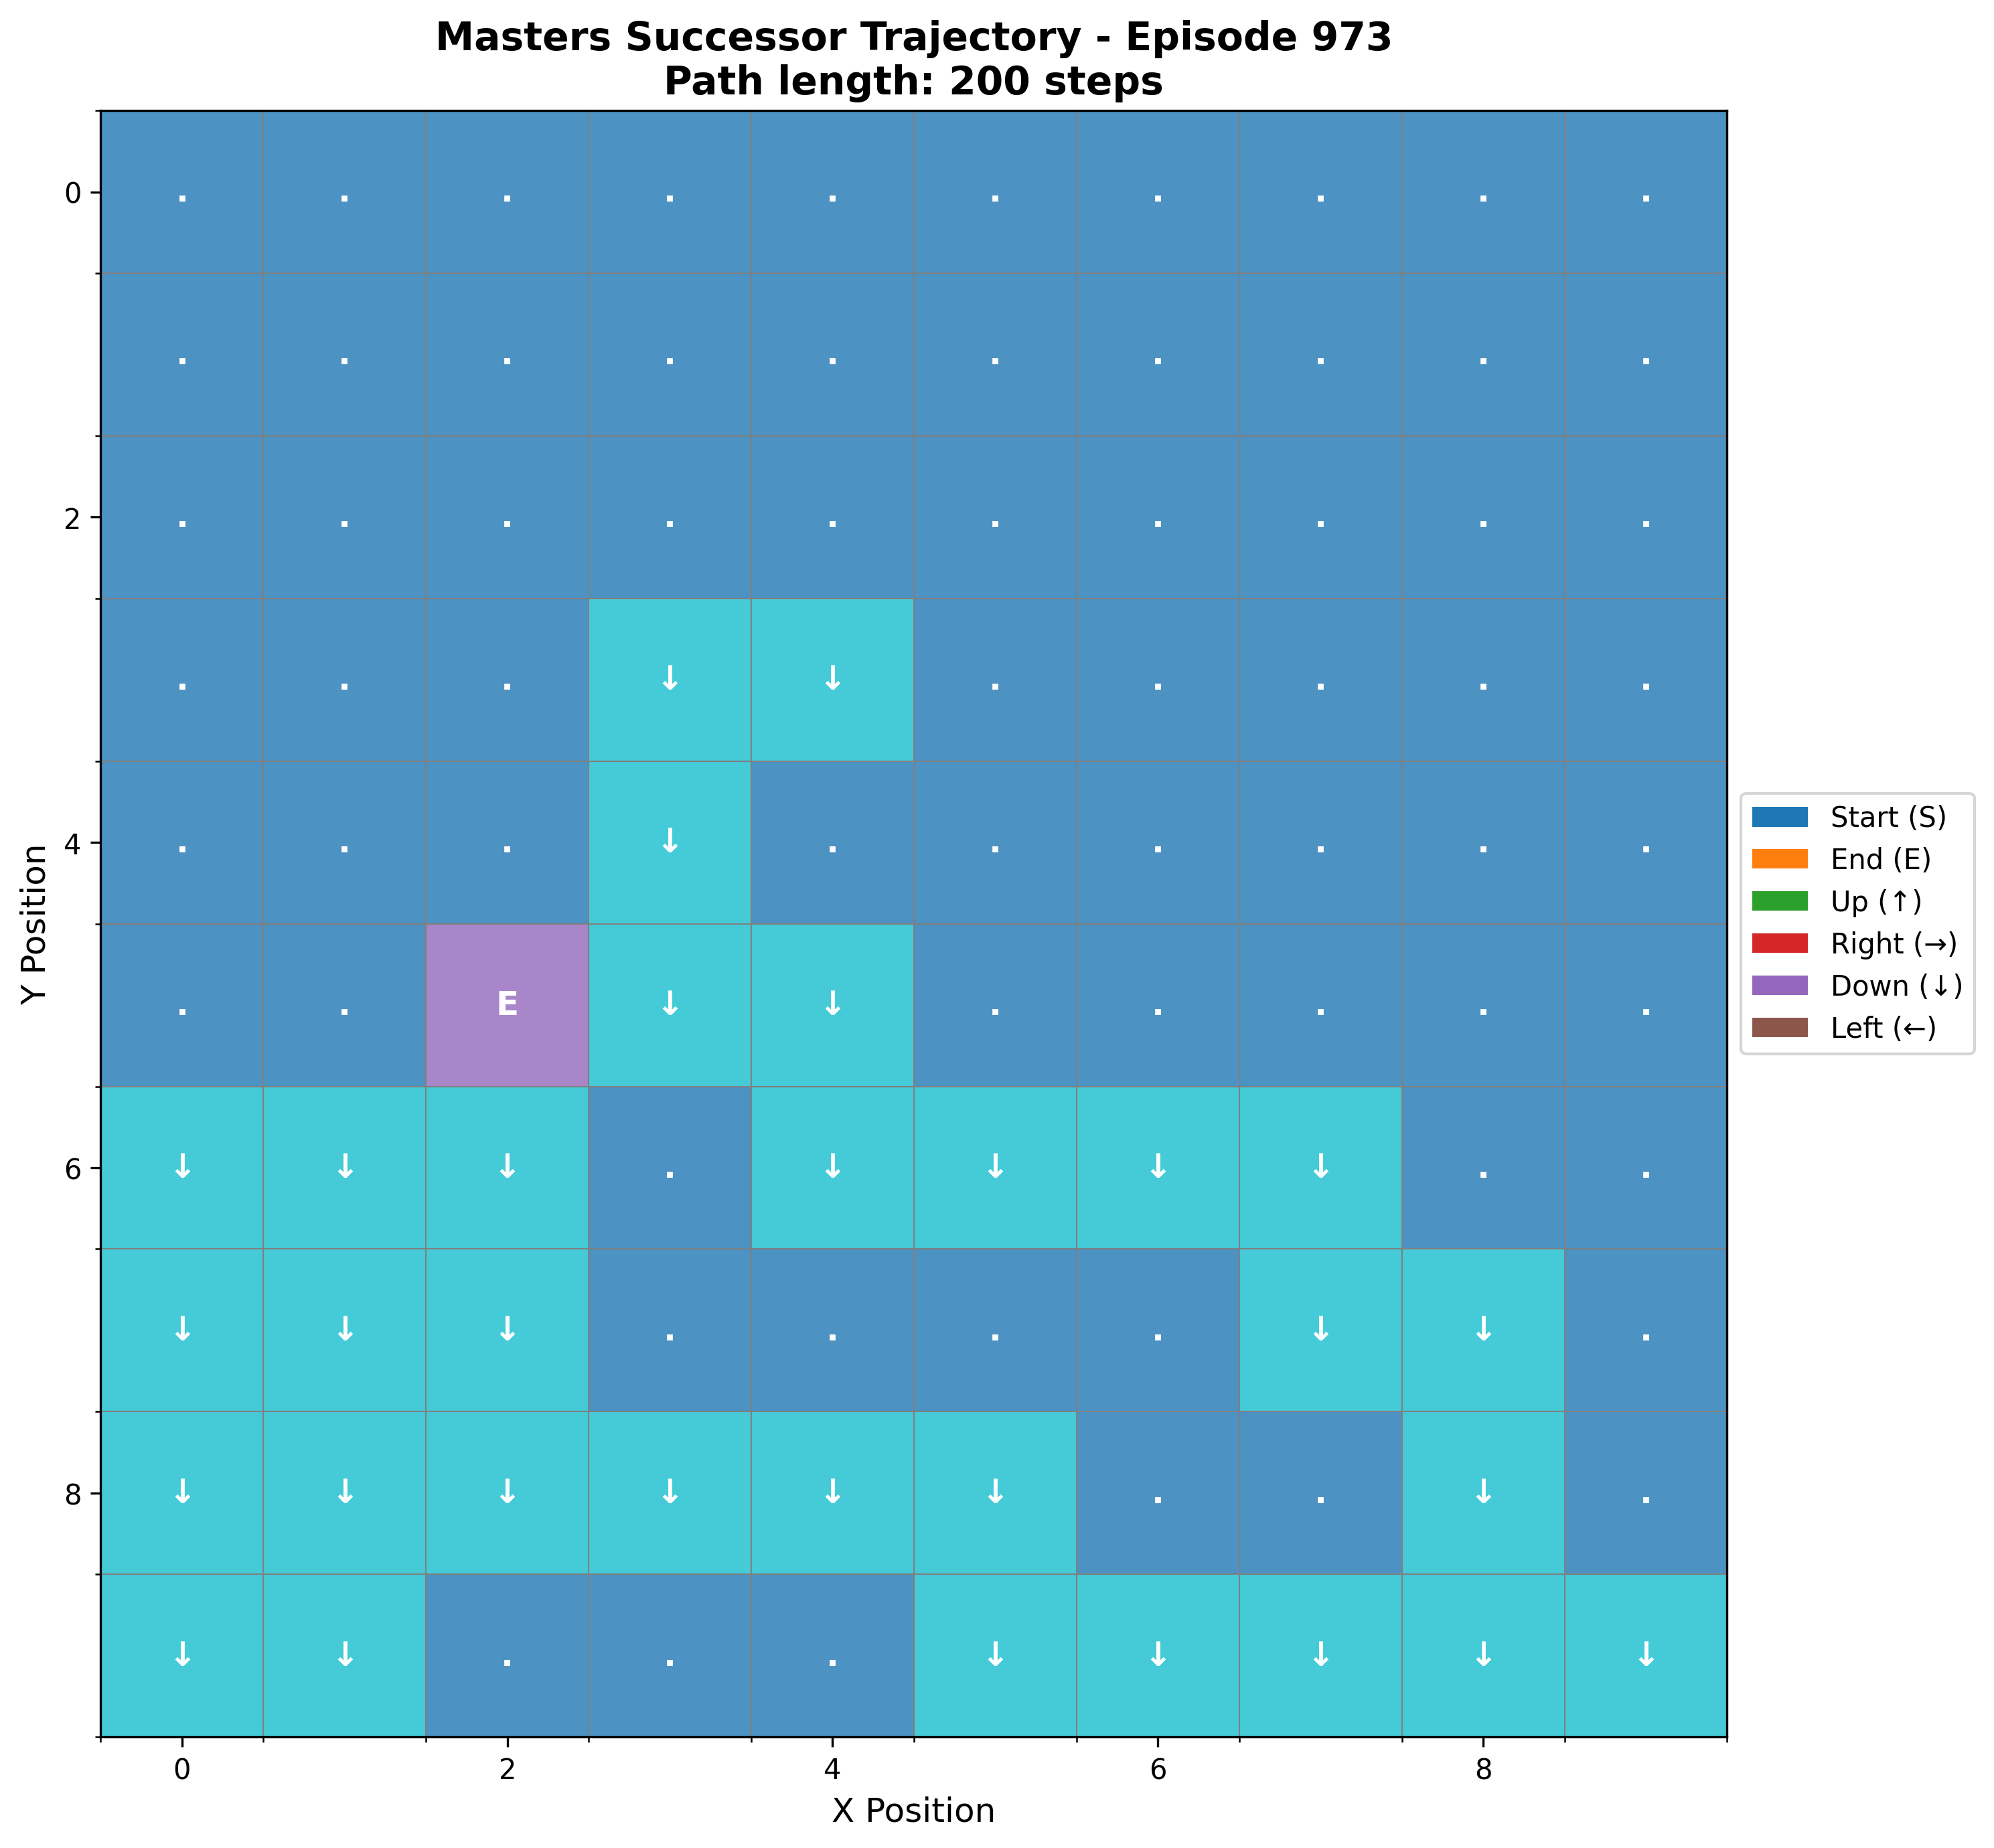 Masters Successor Trajectory - Episode 973
Path length: 200 steps
0 . . . . . . . . . .
. . . . . . . . . .
2 . . . . . . . . . .
. . . ↓ ↓ . . . . .
4 . . . ↓ . . . . . .
. . E ↓ ↓ . . . . .
6 ↓ ↓ ↓ . ↓ ↓ ↓ ↓ . .
↓ ↓ ↓ . . . . ↓ ↓ .
8 ↓ ↓ ↓ ↓ ↓ ↓ . . ↓ .
↓ ↓ . . . ↓ ↓ ↓ ↓ ↓
0 2 4 6 8
X Position
Y Position
Start (S)
End (E)
Up (↑)
Right (→)
Down (↓)
Left (←)